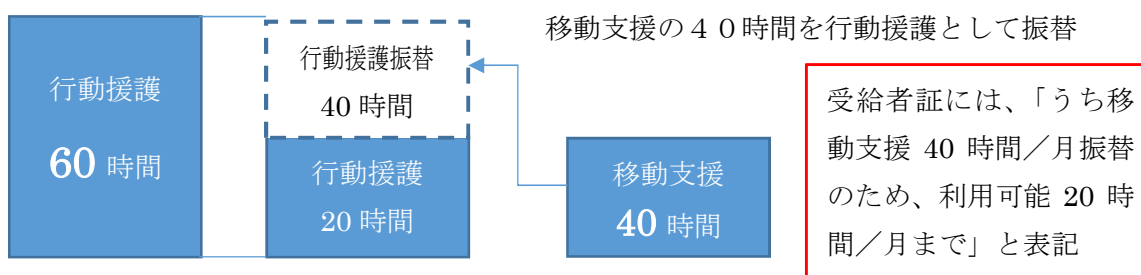 移動支援の４０時間を行動援護として振替
行動援護
60 時間
行動援護振替
40 時間
行動援護
20 時間
移動支援
40 時間
受給者証には、「うち移
動支援 40 時間／月振替
のため、利用可能 20 時
間／月まで」と表記